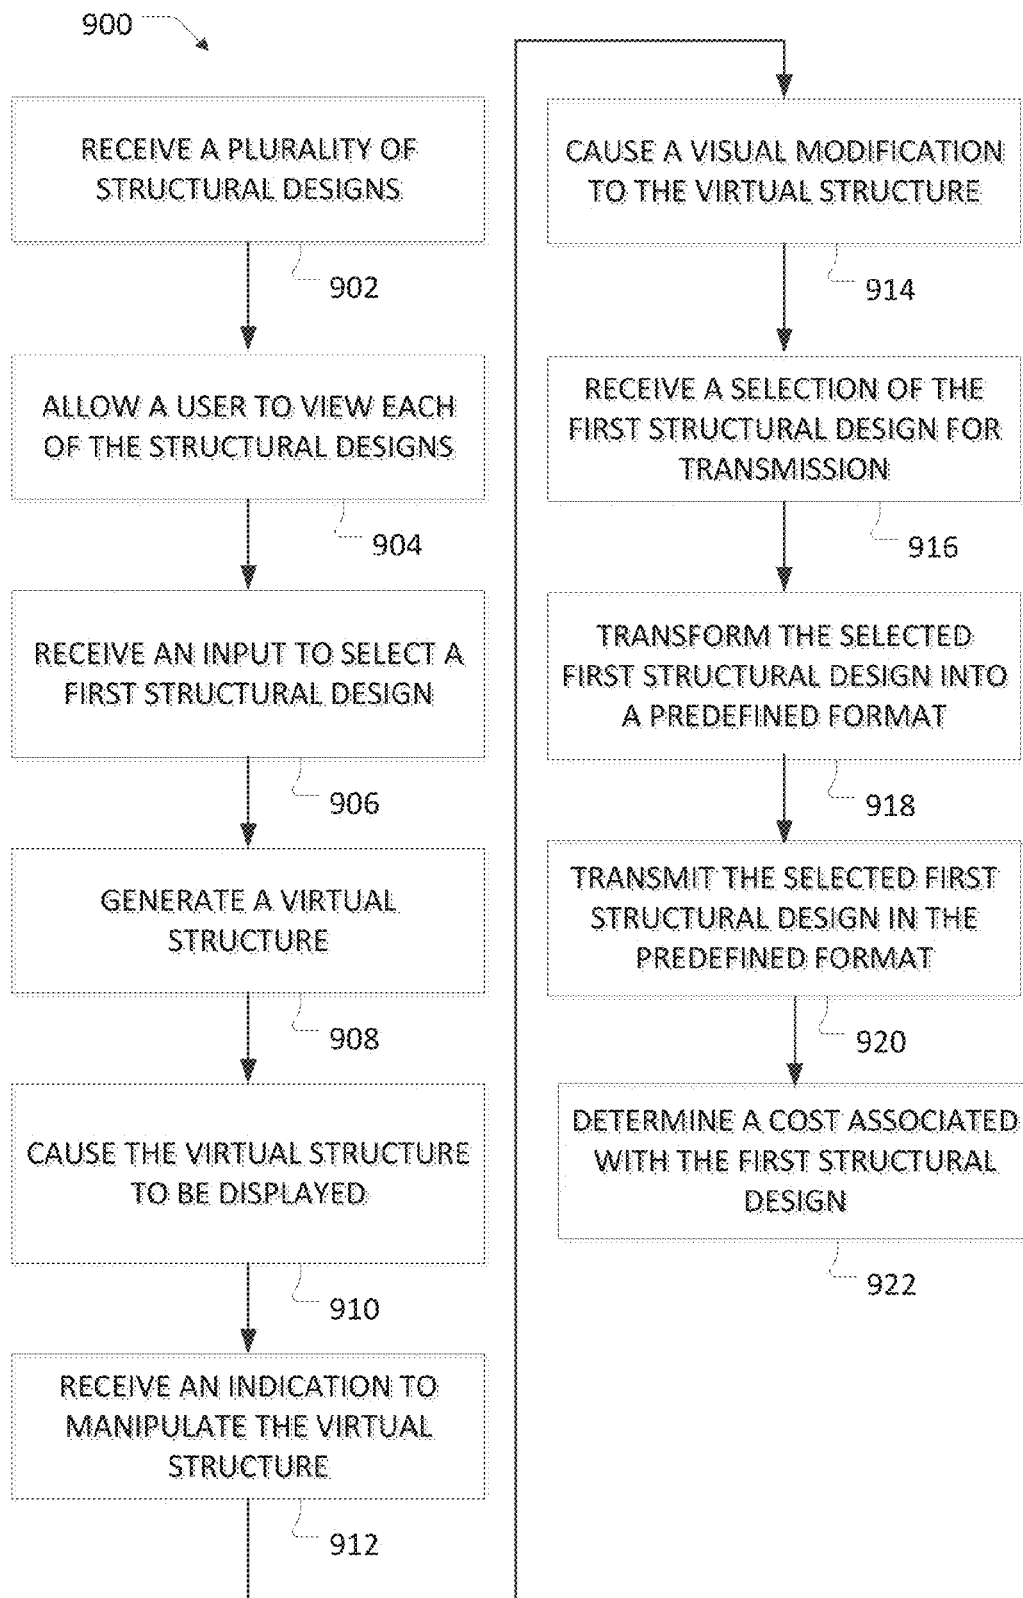 900
RECEIVE A PLURALITY OF
STRUCTURAL DESIGNS
902
ALLOW A USER TO VIEW EACH
OF THE STRUCTURAL DESIGNS
904
RECEIVE AN INPUT TO SELECT A
FIRST STRUCTURAL DESIGN
906
GENERATE A VIRTUAL
STRUCTURE
908
CAUSE THE VIRTUAL STRUCTURE
TO BE DISPLAYED
910
RECEIVE AN INDICATION TO
MANIPULATE THE VIRTUAL
STRUCTURE
912
CAUSE A VISUAL MODIFICATION
TO THE VIRTUAL STRUCTURE
914
RECEIVE A SELECTION OF THE
FIRST STRUCTURAL DESIGN FOR
TRANSMISSION
916
TRANSFORM THE SELECTED
FIRST STRUCTURAL DESIGN INTO
A PREDEFINED FORMAT
918
TRANSMIT THE SELECTED FIRST
STRUCTURAL DESIGN IN THE
PREDEFINED FORMAT
920
DETERMINE A COST ASSOCIATED
WITH THE FIRST STRUCTURAL
DESIGN
922